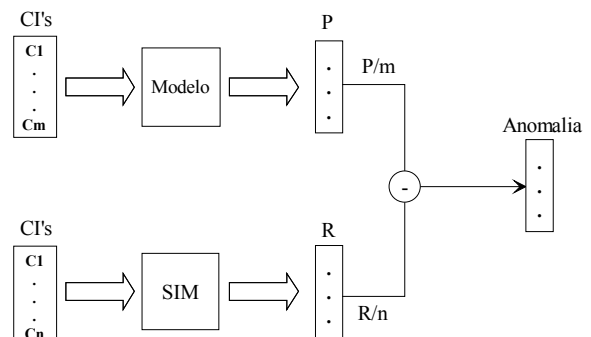 CI's
C1
.
.
.
Cm
Modelo
P
.
.
.
P/m
Anomalia
.
.
.
-
CI's
C1
.
.
.
Cn
SIM
R
.
.
.
R/n